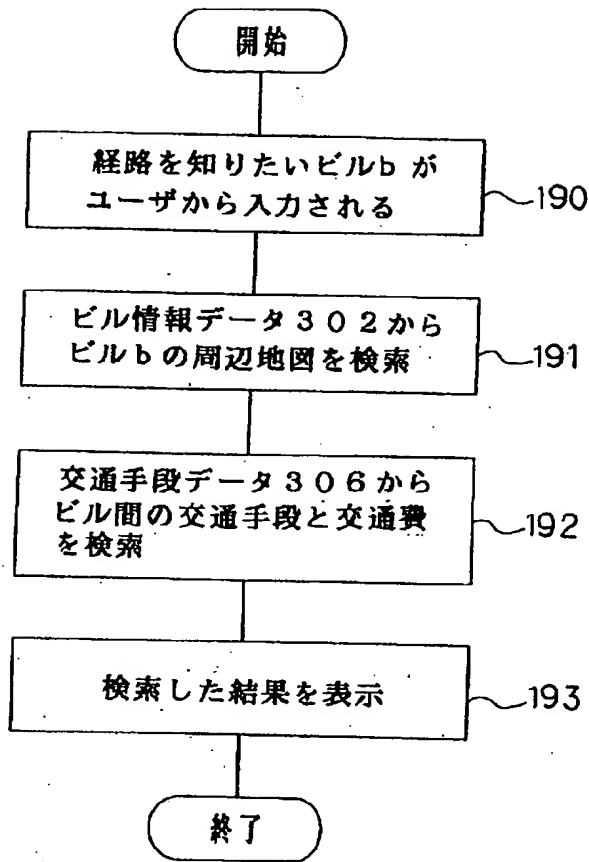 開始
経路を知りたいビルbが
ユーザから入力される
190
ビル情報データ302から
ビルbの周辺地図を検索
191
交通手段データ306から
ビル間の交通手段と交通費
を検索
192
検索した結果を表示
193
終了